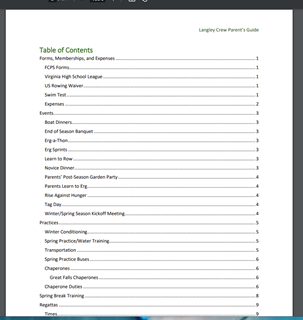 Langley Crew Parent's Guide
Table of Contents
Forms, Memberships, and Expenses 1
FCPS Forms 1
Virginia High School League 1
US Rowing Waiver 1
Swim Test 1
Expenses 2
Events 3
Boat Dinners 3
End of Season Banquet 3
Erg-a-Thon 3
Erg Sprints 3
Learn to Row 3
Novice Dinner 3
Parents' Post-Season Garden Party 4
Parents Learn to Erg 4
Rise Against Hunger 4
Tag Day 4
Winter/Spring Season Kickoff Meeting 4
Practices 5
Winter Conditioning 5
Spring Practice/Water Training 5
Transportation 5
Spring Practice Buses 6
Chaperones 6
Great Falls Chaperones 6
Chaperone Duties 6
Spring Break Training 8
Regattas 9
Times 9